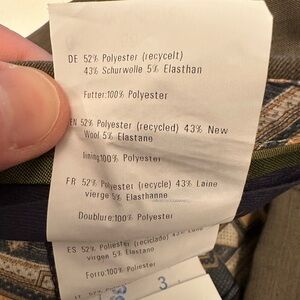 DE 52% Polyester (recycelt)
43% Schurwolle 5% Elasthan
Futter:100% Polyester
EN 52% Polyester (recycled) 43% New
Wool 5% Elastane
lining:100% Polyester
FR 52% Polyester (recycle) 43% Laine
vierge 5% Elasthanne
Doublure:100% Polyester
ES 52% Poliester (reciclado) 43% Lana
virgen 5% Elastano
Forro:100% Poliester
3